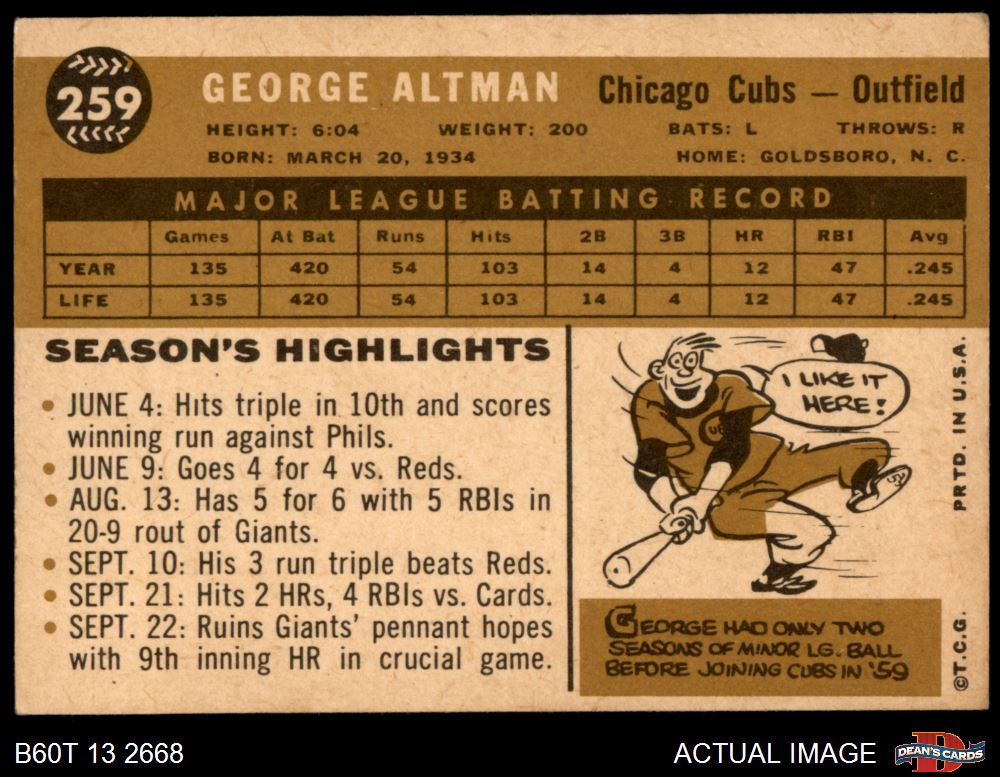 259
GEORGE ALTMAN
Chicago Cubs — Outfield
HEIGHT: 6:04 WEIGHT: 200 BATS: L THROWS: R
BORN: MARCH 20, 1934 HOME: GOLDSBORO, N. C.
MAJOR LEAGUE BATTING RECORD
Games At Bat Runs Hits 2B 3B HR RBI Avg
YEAR 135 420 54 103 14 4 12 47 .245
LIFE 135 420 54 103 14 4 12 47 .245
SEASON'S HIGHLIGHTS
• JUNE 4: Hits triple in 10th and scores
winning run against Phils.
• JUNE 9: Goes 4 for 4 vs. Reds.
• AUG. 13: Has 5 for 6 with 5 RBIs in
20-9 rout of Giants.
• SEPT. 10: His 3 run triple beats Reds.
• SEPT. 21: Hits 2 HRs, 4 RBIs vs. Cards.
• SEPT. 22: Ruins Giants' pennant hopes
with 9th inning HR in crucial game.
I LIKE IT
HERE!
UB
59
GEORGE HAD ONLY TWO
SEASONS OF MINOR LG. BALL
BEFORE JOINING CUBS IN '59
©T.C.G. PRTD. IN U.S.A.
B60T 13 2668
ACTUAL IMAGE
D
DEAN'S CARDS